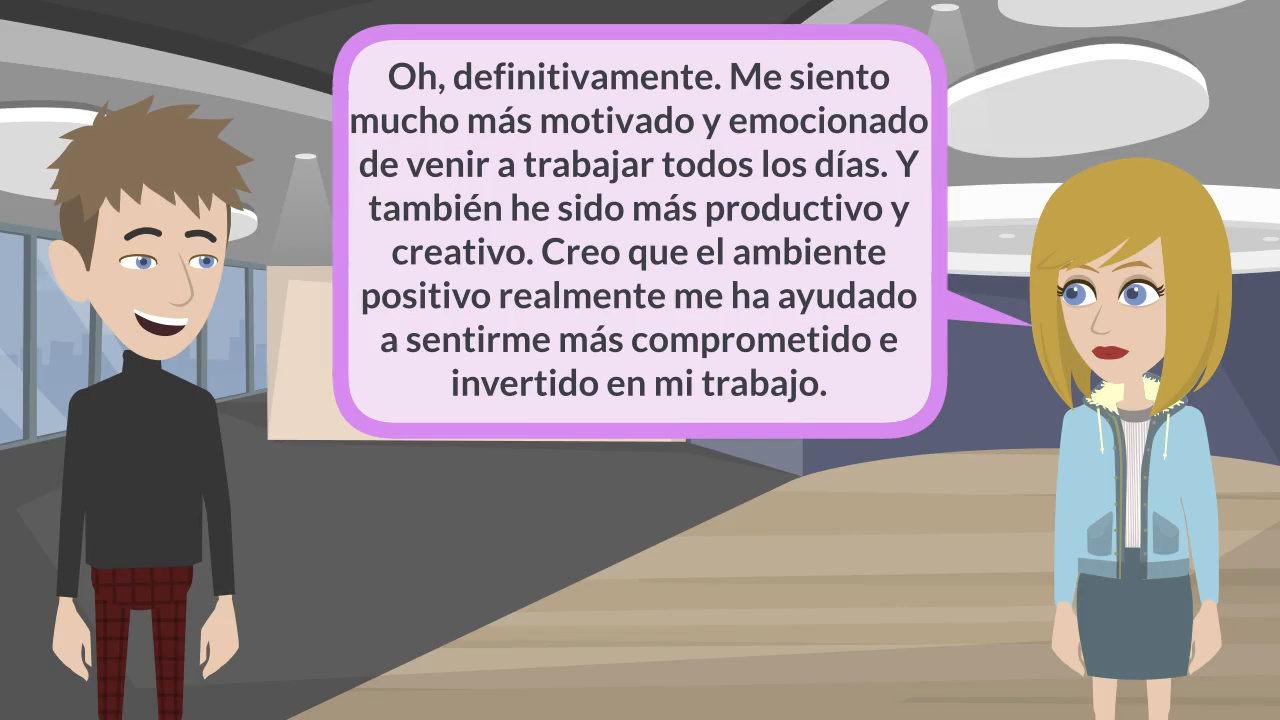 Oh, definitivamente. Me siento
mucho más motivado y emocionado
de venir a trabajar todos los días. Y
también he sido más productivo y
creativo. Creo que el ambiente
positivo realmente me ha ayudado
a sentirme más comprometido e
invertido en mi trabajo.